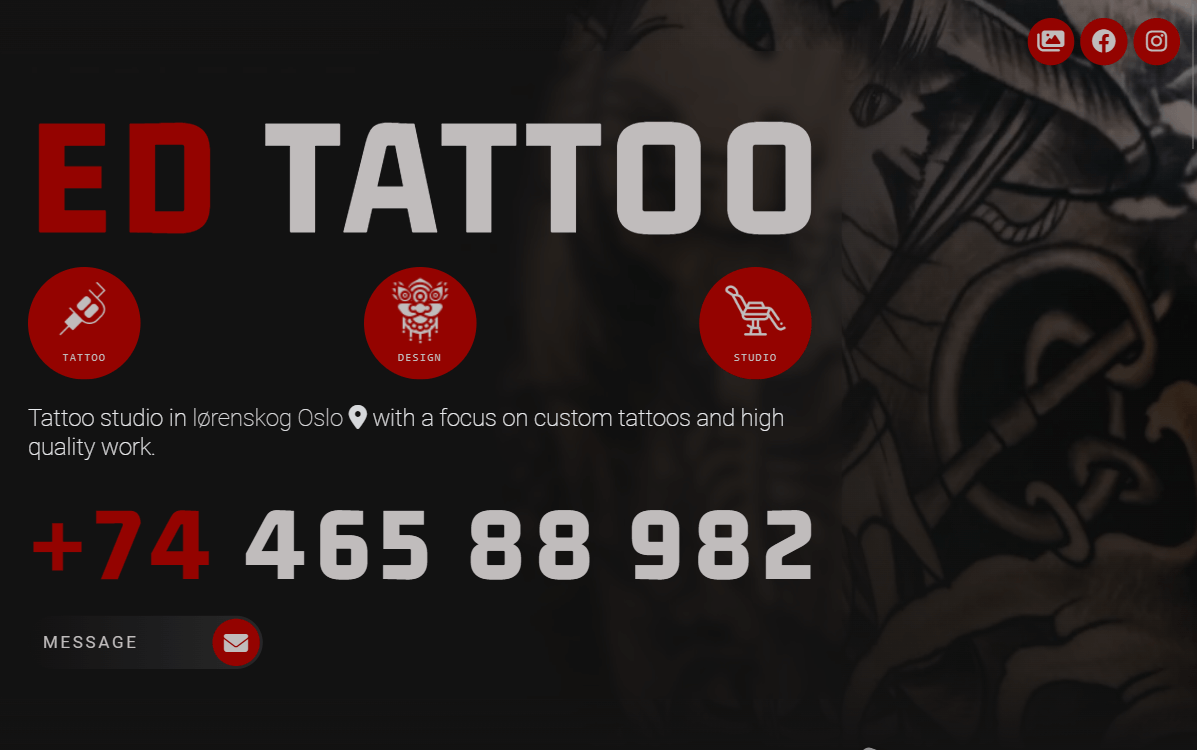 ED TATTOO
TATTOO
DESIGN
STUDIO
Tattoo studio in lørenskog Oslo with a focus on custom tattoos and high
quality work.
+74 465 88 982
MESSAGE